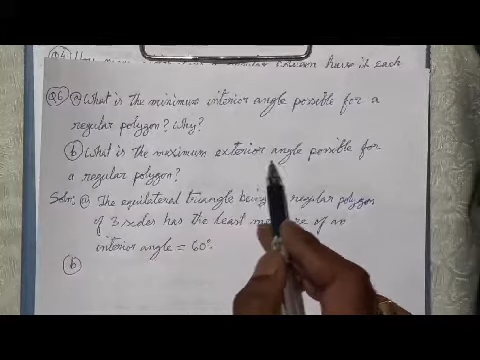 Q6) (a) What is the minimum interior angle possible for a
regular polygon? Why?
(b) What is the maximum exterior angle possible for
a regular polygon?
Soln: (a) The equilateral triangle being regular polygon
of 3 sides has the least of an
interior angle = 60°.
(b)